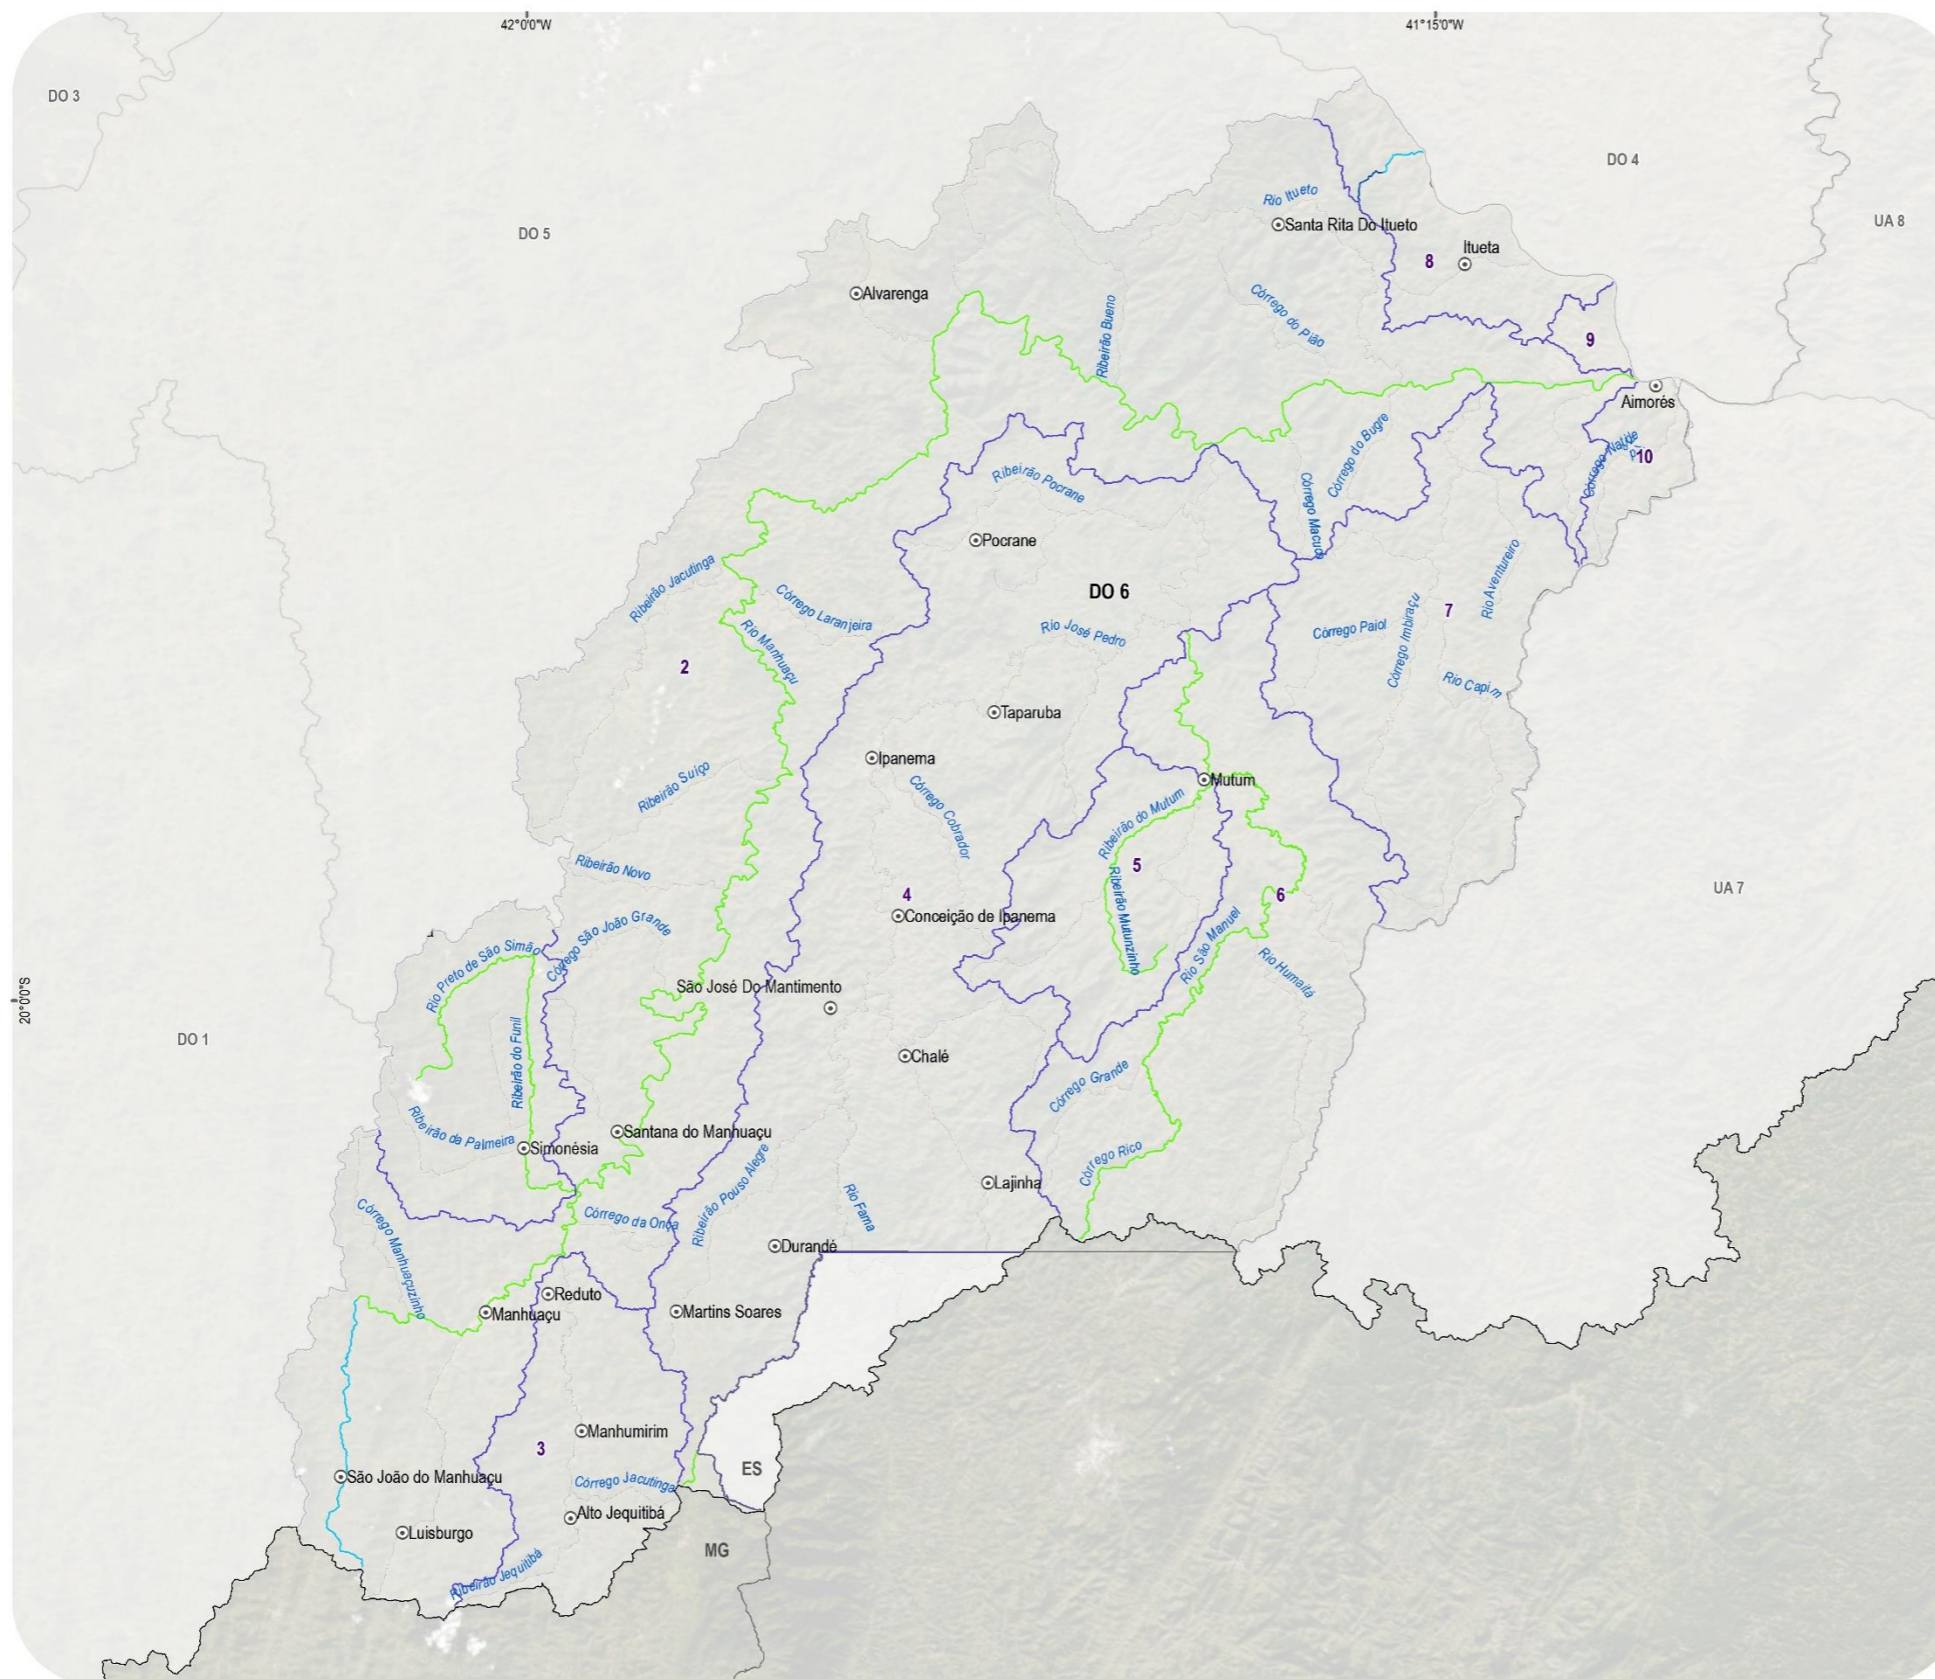 42°0'0"W
41°15'0"W
DO 3
DO 4
UA 8
DO 5
Rio Itueto
Santa Rita Do Itueto
Itueta
8
Alvarenga
Ribeirão Bueno
Córrego do Pião
9
Aimorés
Córrego do Bugre
10
Ribeirão Pocrane
Córrego Macuco
Pocrane
Ribeirão Jacutinga
Rio Aventureiro
Córrego Laranjeira
DO 6
7
Córrego Paiol
Córrego Imbiraçu
Rio José Pedro
Rio Manhuaçu
2
Rio Capim
Taparuba
Ipanema
Ribeirão Suiço
Mutum
Córrego Cobrador
Ribeirão do Mutum
Ribeirão Novo
5
4
6
UA 7
Conceição de Ipanema
Ribeirão Mutunzinho
Córrego São João Grande
Rio São Manuel
Rio Preto de São Simão
Rio Humaitá
São José Do Mantimento
20°0'0"S
DO 1
Chalé
Ribeirão do Funil
Córrego Grande
Ribeirão da Palmeira
Santana do Manhuaçu
Simonésia
Córrego Rico
Ribeirão Pouso Alegre
Lajinha
Rio Fama
Córrego da Onça
Córrego Manhuaçuzinho
Durandé
Reduto
Manhuaçu
Martins Soares
Manhumirim
3
ES
São João do Manhuaçu
Córrego Jacutinga
Alto Jequitibá
Luisburgo
MG
Ribeirão Jequitibá